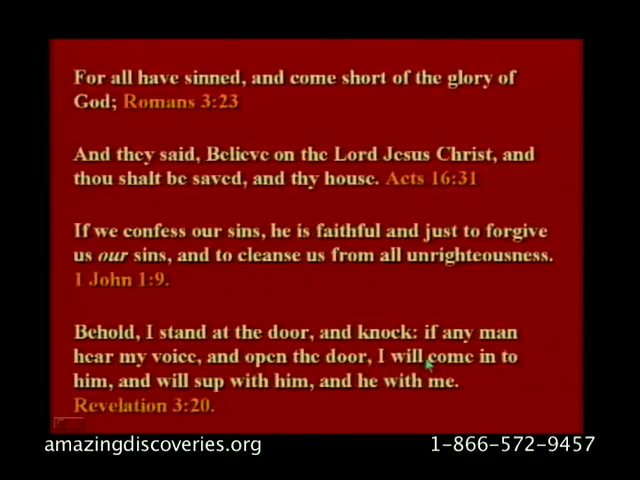 For all have sinned, and come short of the glory of
God; Romans 3:23
And they said, Believe on the Lord Jesus Christ, and
thou shalt be saved, and thy house. Acts 16:31
If we confess our sins, he is faithful and just to forgive
us our sins, and to cleanse us from all unrighteousness.
1 John 1:9.
Behold, I stand at the door, and knock: if any man
hear my voice, and open the door, I will come in to
him, and will sup with him, and he with me.
Revelation 3:20.
amazingdiscoveries.org 1-866-572-9457